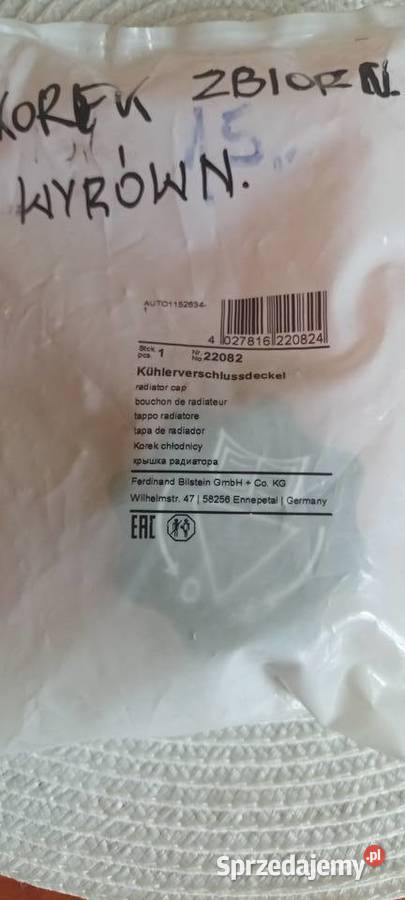 KOREK ZBIORN.
15,,
WYRÓWN.
AUTO1152634-
1
4 027816 220824
Stck. 1 Nr.
pcs. No. 22082
Kühlerverschlussdeckel
radiator cap
bouchon de radiateur
tappo radiatore
tapa de radiador
Korek chłodnicy
крышка радиатора
Ferdinand Bilstein GmbH + Co. KG
Wilhelmstr. 47 | 58256 Ennepetal | Germany
EAC
Sprzedajemy.pl